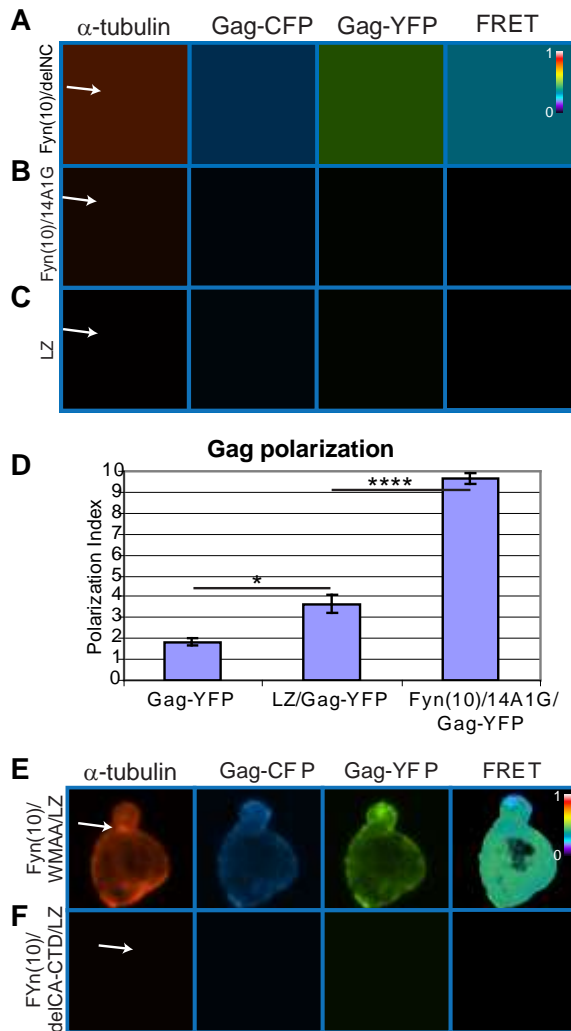 A
α-tubulin Gag-CFP Gag-YFP FRET
Fyn(10)/delNC
1
0
B
Fyn(10)/14A1G
C
LZ
D
Gag polarization
Polarization Index
10
9
8
7
6
5
4
3
2
1
0
****
*
Gag-YFP LZ/Gag-YFP Fyn(10)/14A1G/
Gag-YFP
E
α-tubulin Gag-CFP Gag-YFP FRET
Fyn(10)/
WMAA/LZ
1
0
F
FYn(10)/
delCA-CTD/LZ